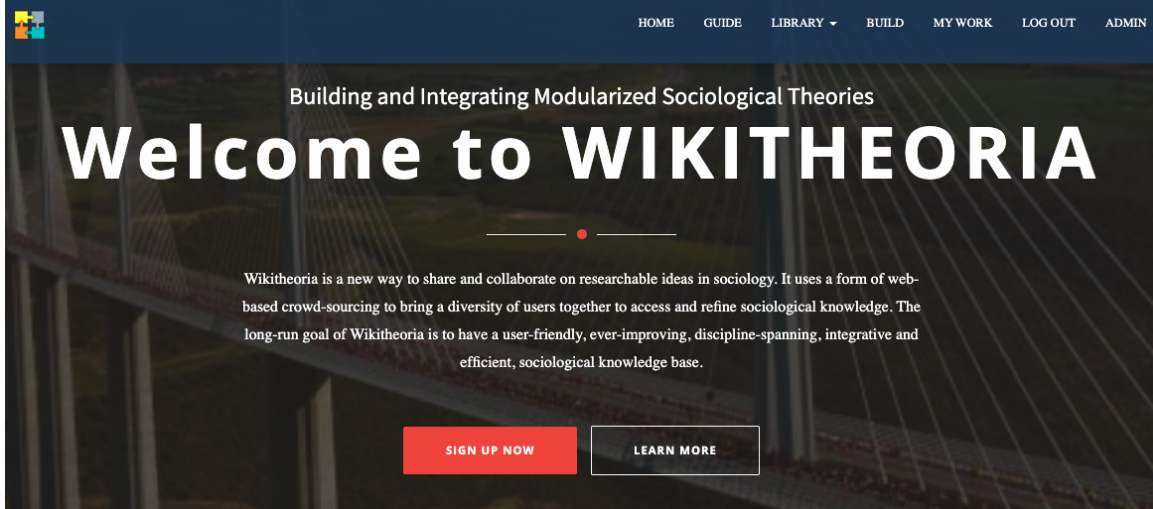 HOME GUIDE LIBRARY BUILD MY WORK LOG OUT ADMIN
Building and Integrating Modularized Sociological Theories
Welcome to WIKITHEORIA
Wikitheoria is a new way to share and collaborate on researchable ideas in sociology. It uses a form of web-
based crowd-sourcing to bring a diversity of users together to access and refine sociological knowledge. The
long-run goal of Wikitheoria is to have a user-friendly, ever-improving, discipline-spanning, integrative and
efficient, sociological knowledge base.
SIGN UP NOW LEARN MORE